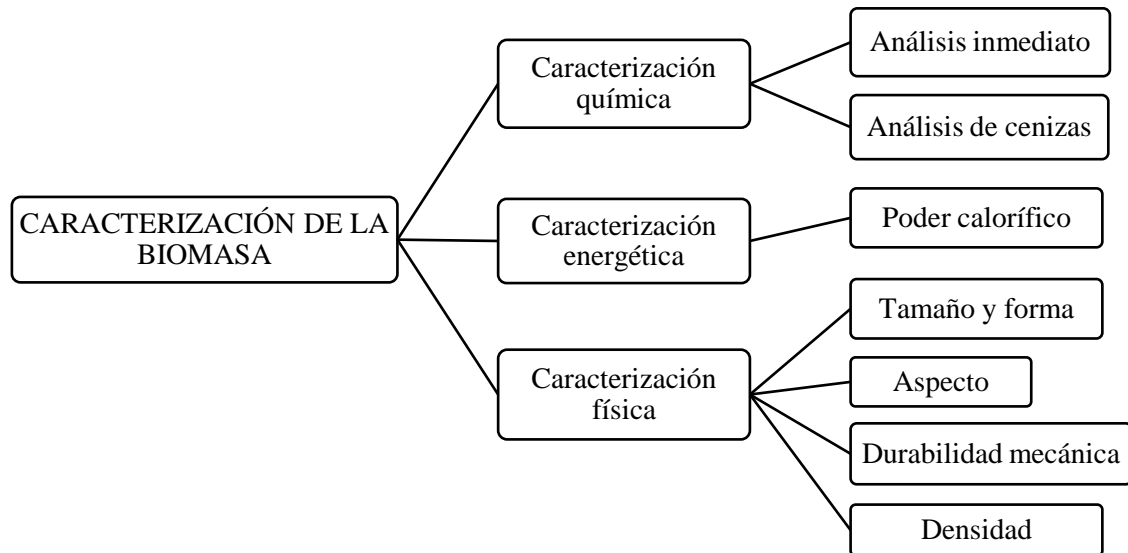 CARACTERIZACIÓN DE LA
BIOMASA
Caracterización
química
Análisis inmediato
Análisis de cenizas
Caracterización
energética
Poder calorífico
Caracterización
física
Tamaño y forma
Aspecto
Durabilidad mecánica
Densidad